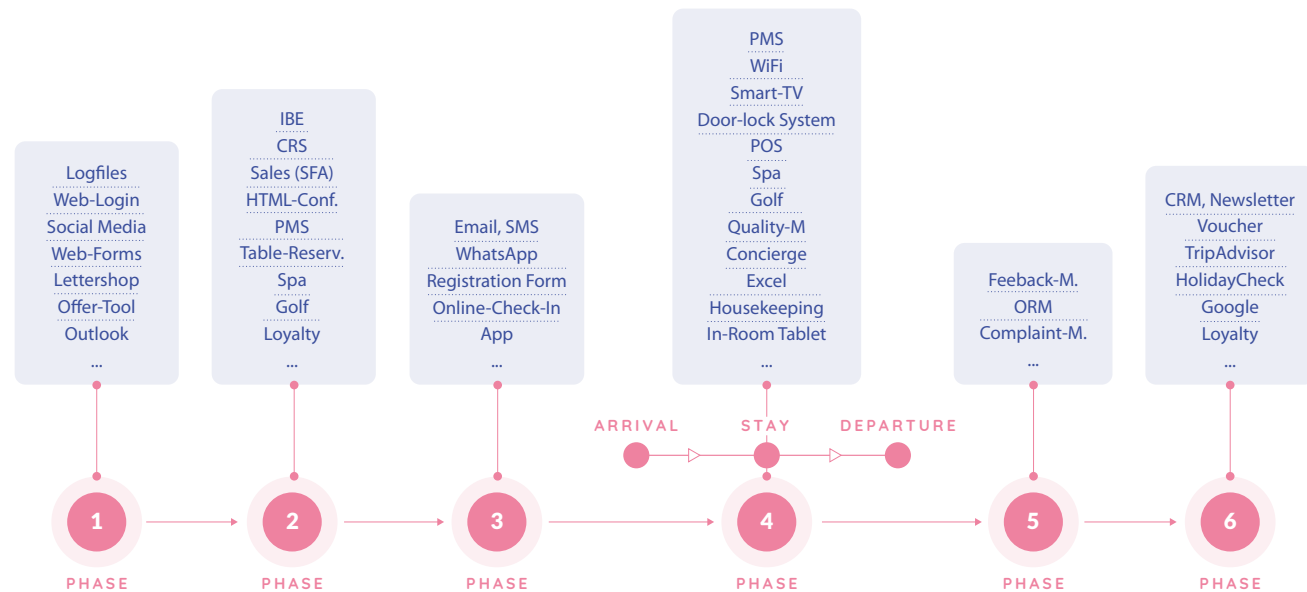 Logfiles
Web-Login
Social Media
Web-Forms
Lettershop
Offer-Tool
Outlook
...
IBE
CRS
Sales (SFA)
HTML-Conf.
PMS
Table-Reserv.
Spa
Golf
Loyalty
...
Email, SMS
WhatsApp
Registration Form
Online-Check-In
App
...
PMS
WiFi
Smart-TV
Door-lock System
POS
Spa
Golf
Quality-M
Concierge
Excel
Housekeeping
In-Room Tablet
...
Feeback-M.
ORM
Complaint-M.
...
CRM, Newsletter
Voucher
TripAdvisor
HolidayCheck
Google
Loyalty
...
ARRIVAL
STAY
DEPARTURE
1
PHASE
2
PHASE
3
PHASE
4
PHASE
5
PHASE
6
PHASE